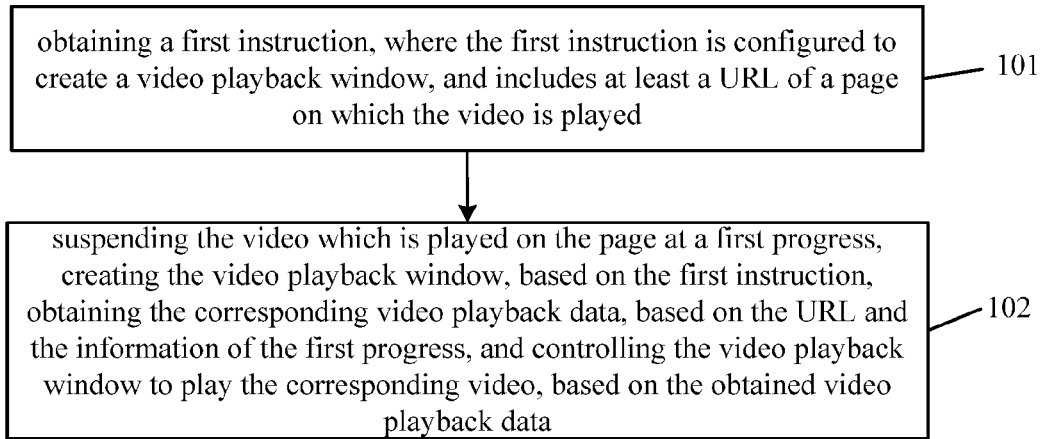 obtaining a first instruction, where the first instruction is configured to
create a video playback window, and includes at least a URL of a page
on which the video is played
101
suspending the video which is played on the page at a first progress,
creating the video playback window, based on the first instruction,
obtaining the corresponding video playback data, based on the URL and
the information of the first progress, and controlling the video playback
window to play the corresponding video, based on the obtained video
playback data
102